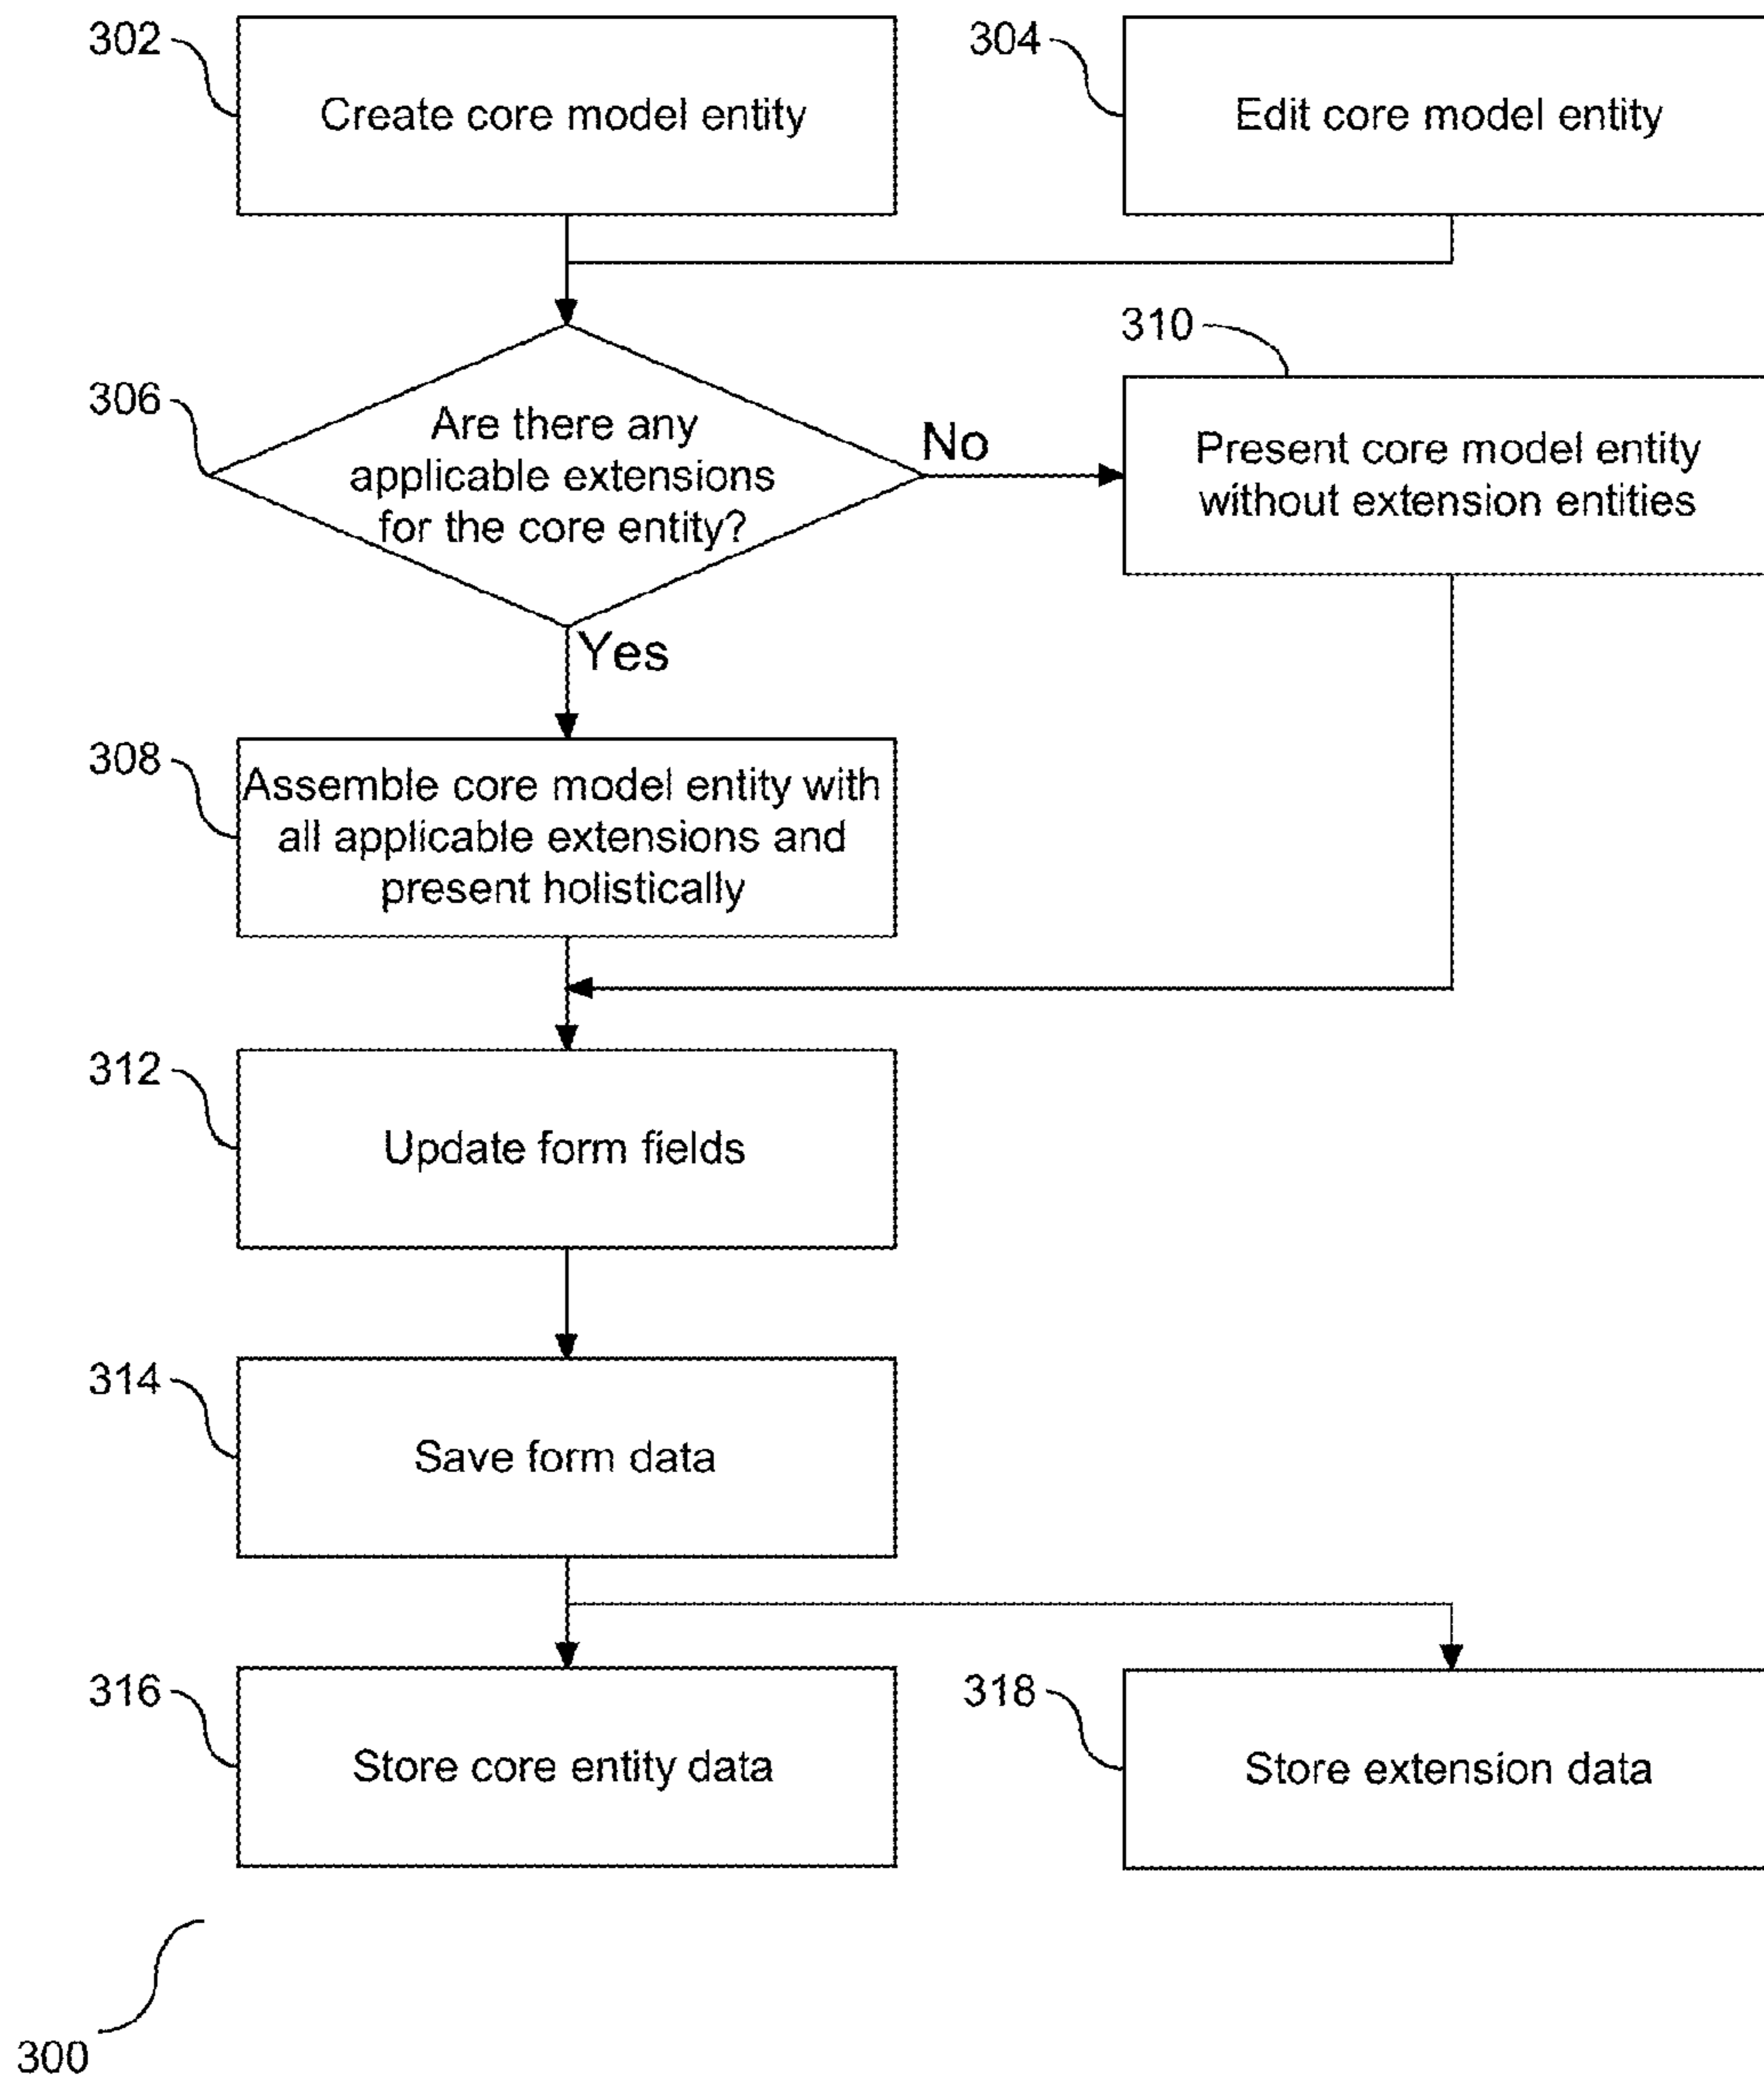 302
Create core model entity
304
Edit core model entity
306
Are there any
applicable extensions
for the core entity?
No
310
Present core model entity
without extension entities
Yes
308
Assemble core model entity with
all applicable extensions and
present holistically
312
Update form fields
314
Save form data
316
Store core entity data
318
Store extension data
300